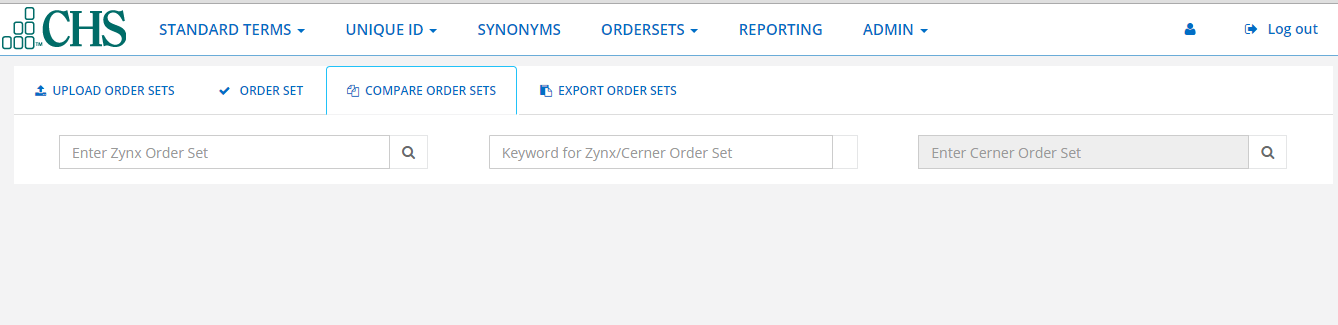 CHS™ STANDARD TERMS UNIQUE ID SYNONYMS ORDERSETS REPORTING ADMIN Log out
UPLOAD ORDER SETS ORDER SET COMPARE ORDER SETS EXPORT ORDER SETS
Enter Zynx Order Set Keyword for Zynx/Cerner Order Set Enter Cerner Order Set